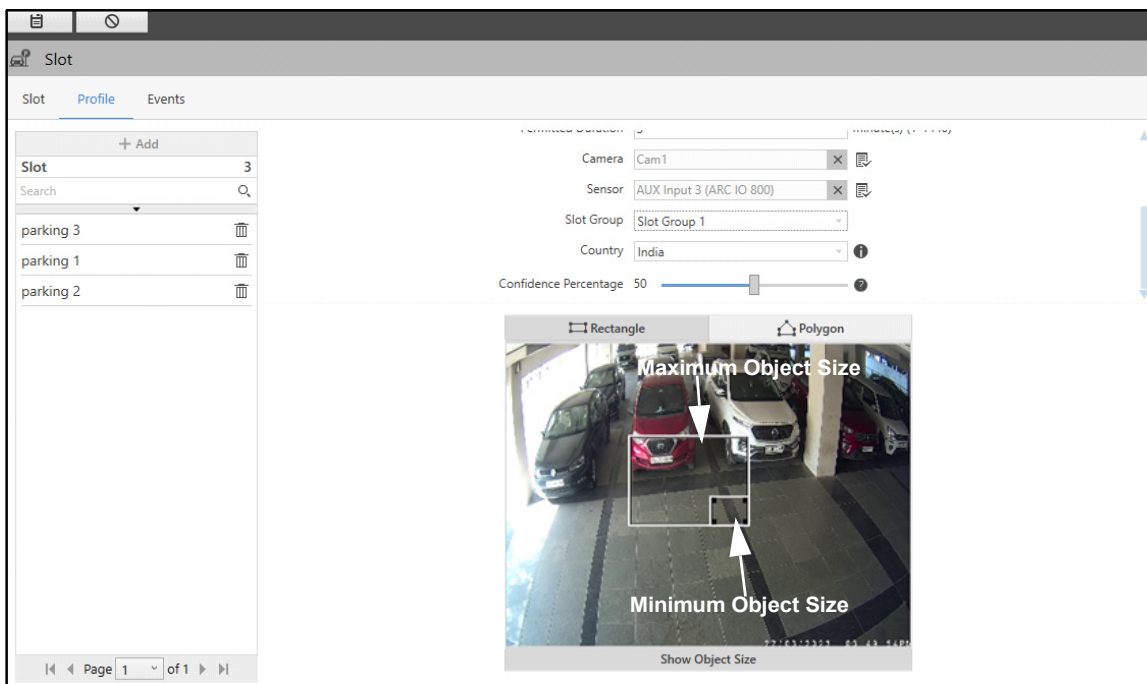 Slot
Slot Profile Events
+ Add
Slot 3
Search
parking 3
parking 1
parking 2
Page 1 of 1
Camera Cam1
Sensor AUX Input 3 (ARC IO 800)
Slot Group Slot Group 1
Country India
Confidence Percentage 50
Rectangle Polygon
Maximum Object Size
Minimum Object Size
Show Object Size